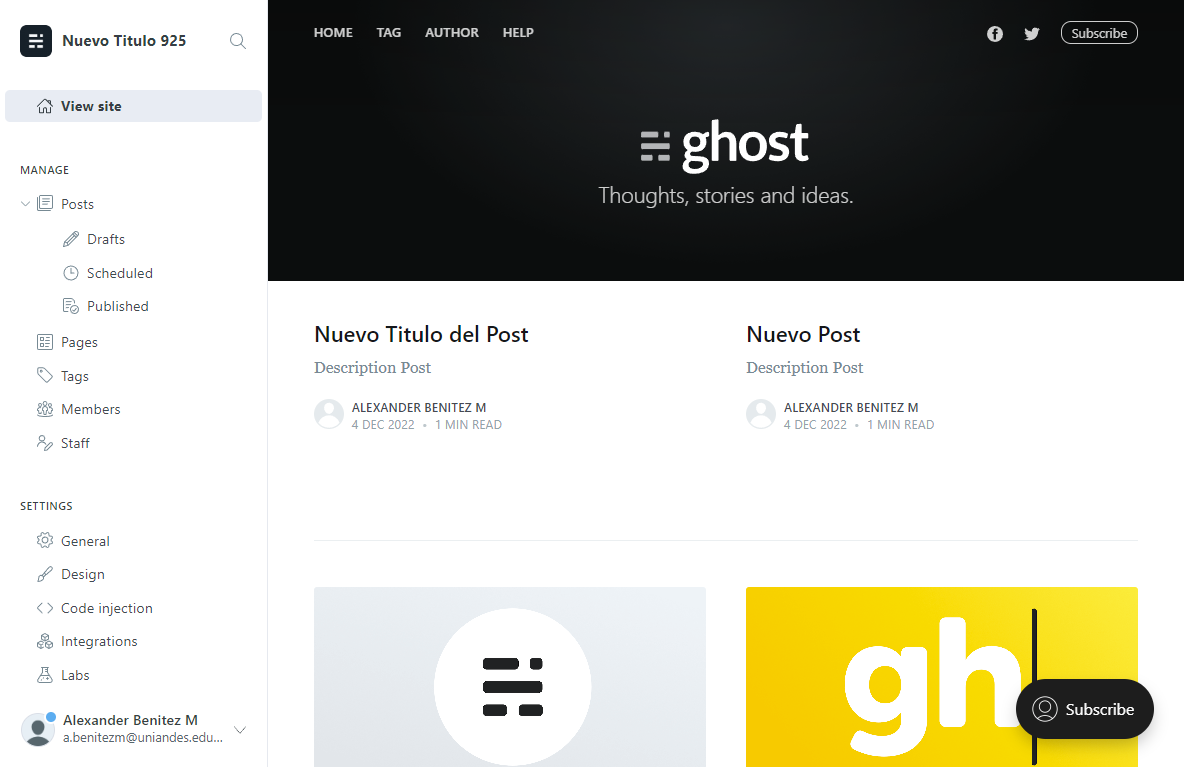 Nuevo Titulo 925
View site
MANAGE
Posts
Drafts
Scheduled
Published
Pages
Tags
Members
Staff
SETTINGS
General
Design
Code injection
Integrations
Labs
Alexander Benitez M
a.benitezm@uniandes.edu...
HOME TAG AUTHOR HELP
Subscribe
ghost
Thoughts, stories and ideas.
Nuevo Titulo del Post
Description Post
ALEXANDER BENITEZ M
4 DEC 2022 • 1 MIN READ
Nuevo Post
Description Post
ALEXANDER BENITEZ M
4 DEC 2022 • 1 MIN READ
gh
Subscribe